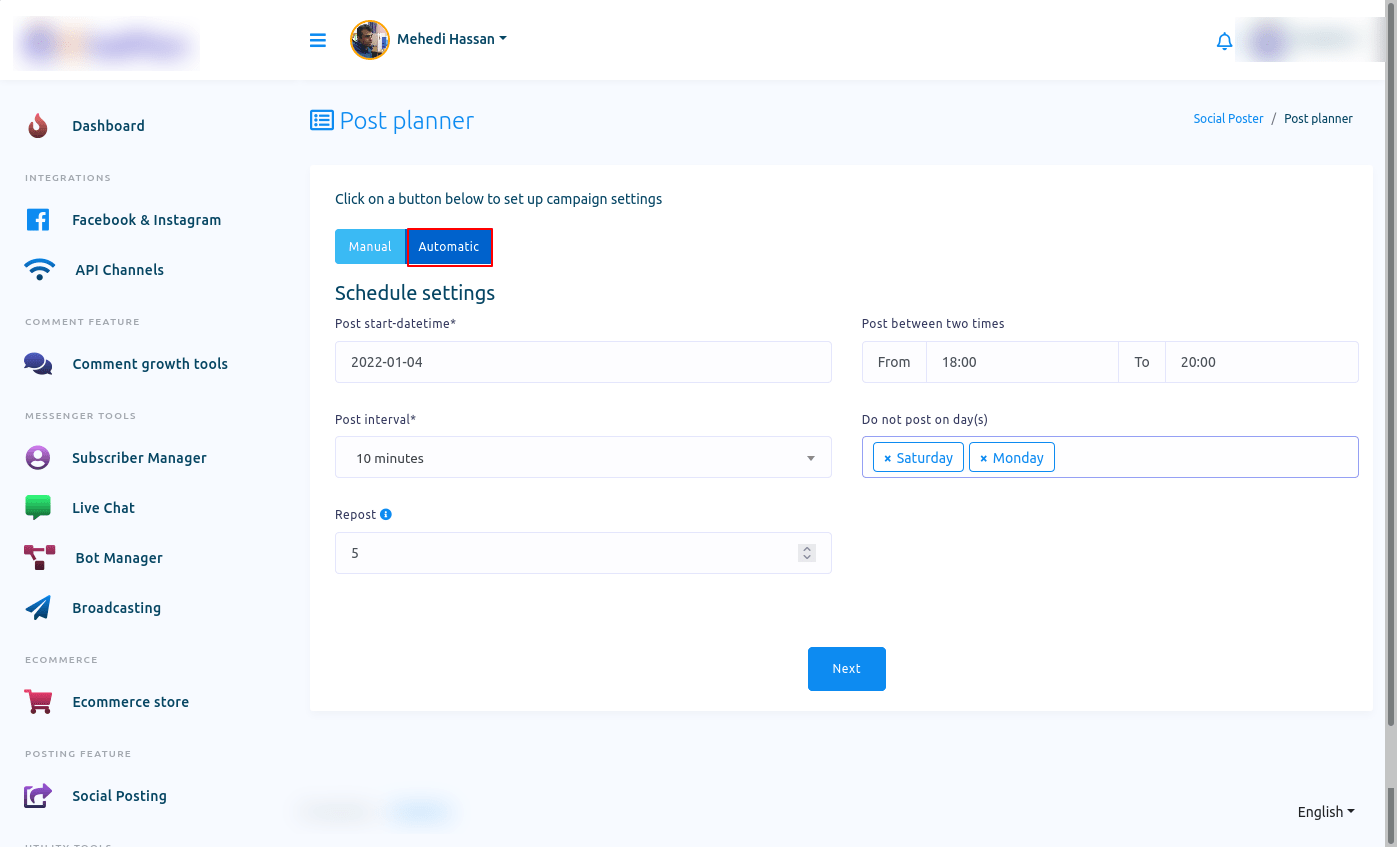 Mehedi Hassan
Dashboard
INTEGRATIONS
Facebook & Instagram
API Channels
COMMENT FEATURE
Comment growth tools
MESSENGER TOOLS
Subscriber Manager
Live Chat
Bot Manager
Broadcasting
ECOMMERCE
Ecommerce store
POSTING FEATURE
Social Posting
UTILITY TOOLS
Post planner
Social Poster / Post planner
Click on a button below to set up campaign settings
Manual Automatic
Schedule settings
Post start-datetime*
2022-01-04
Post between two times
From 18:00 To 20:00
Post interval*
10 minutes
Do not post on day(s)
× Saturday × Monday
Repost
5
Next
English